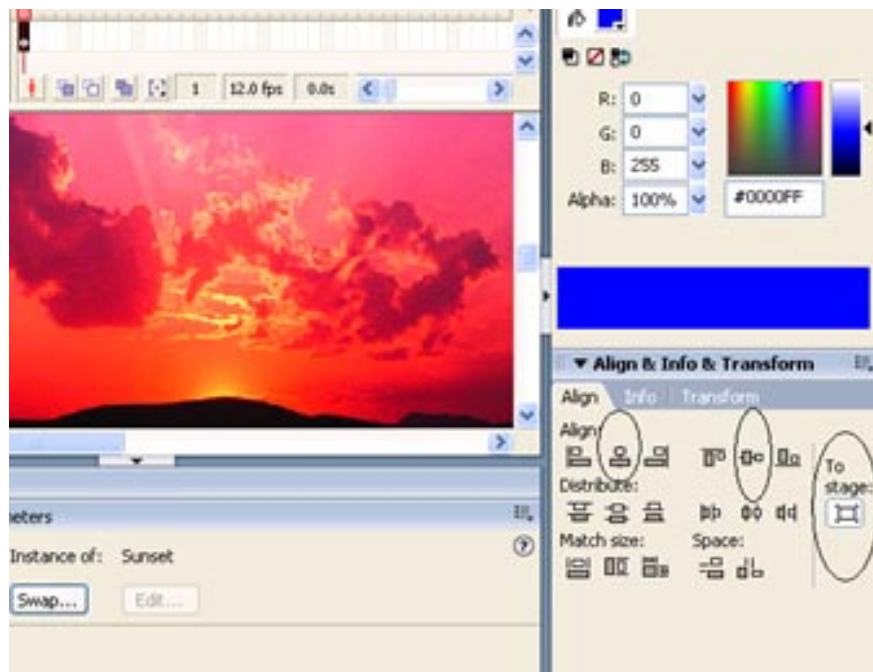 1 12.0 fps 0.0s
R: 0
G: 0
B: 255
Alpha: 100% #0000FF
Align & Info & Transform
Align Info Transform
Align:
To stage:
Distribute:
Match size: Space:
Instance of: Sunset
Swap... Edit...